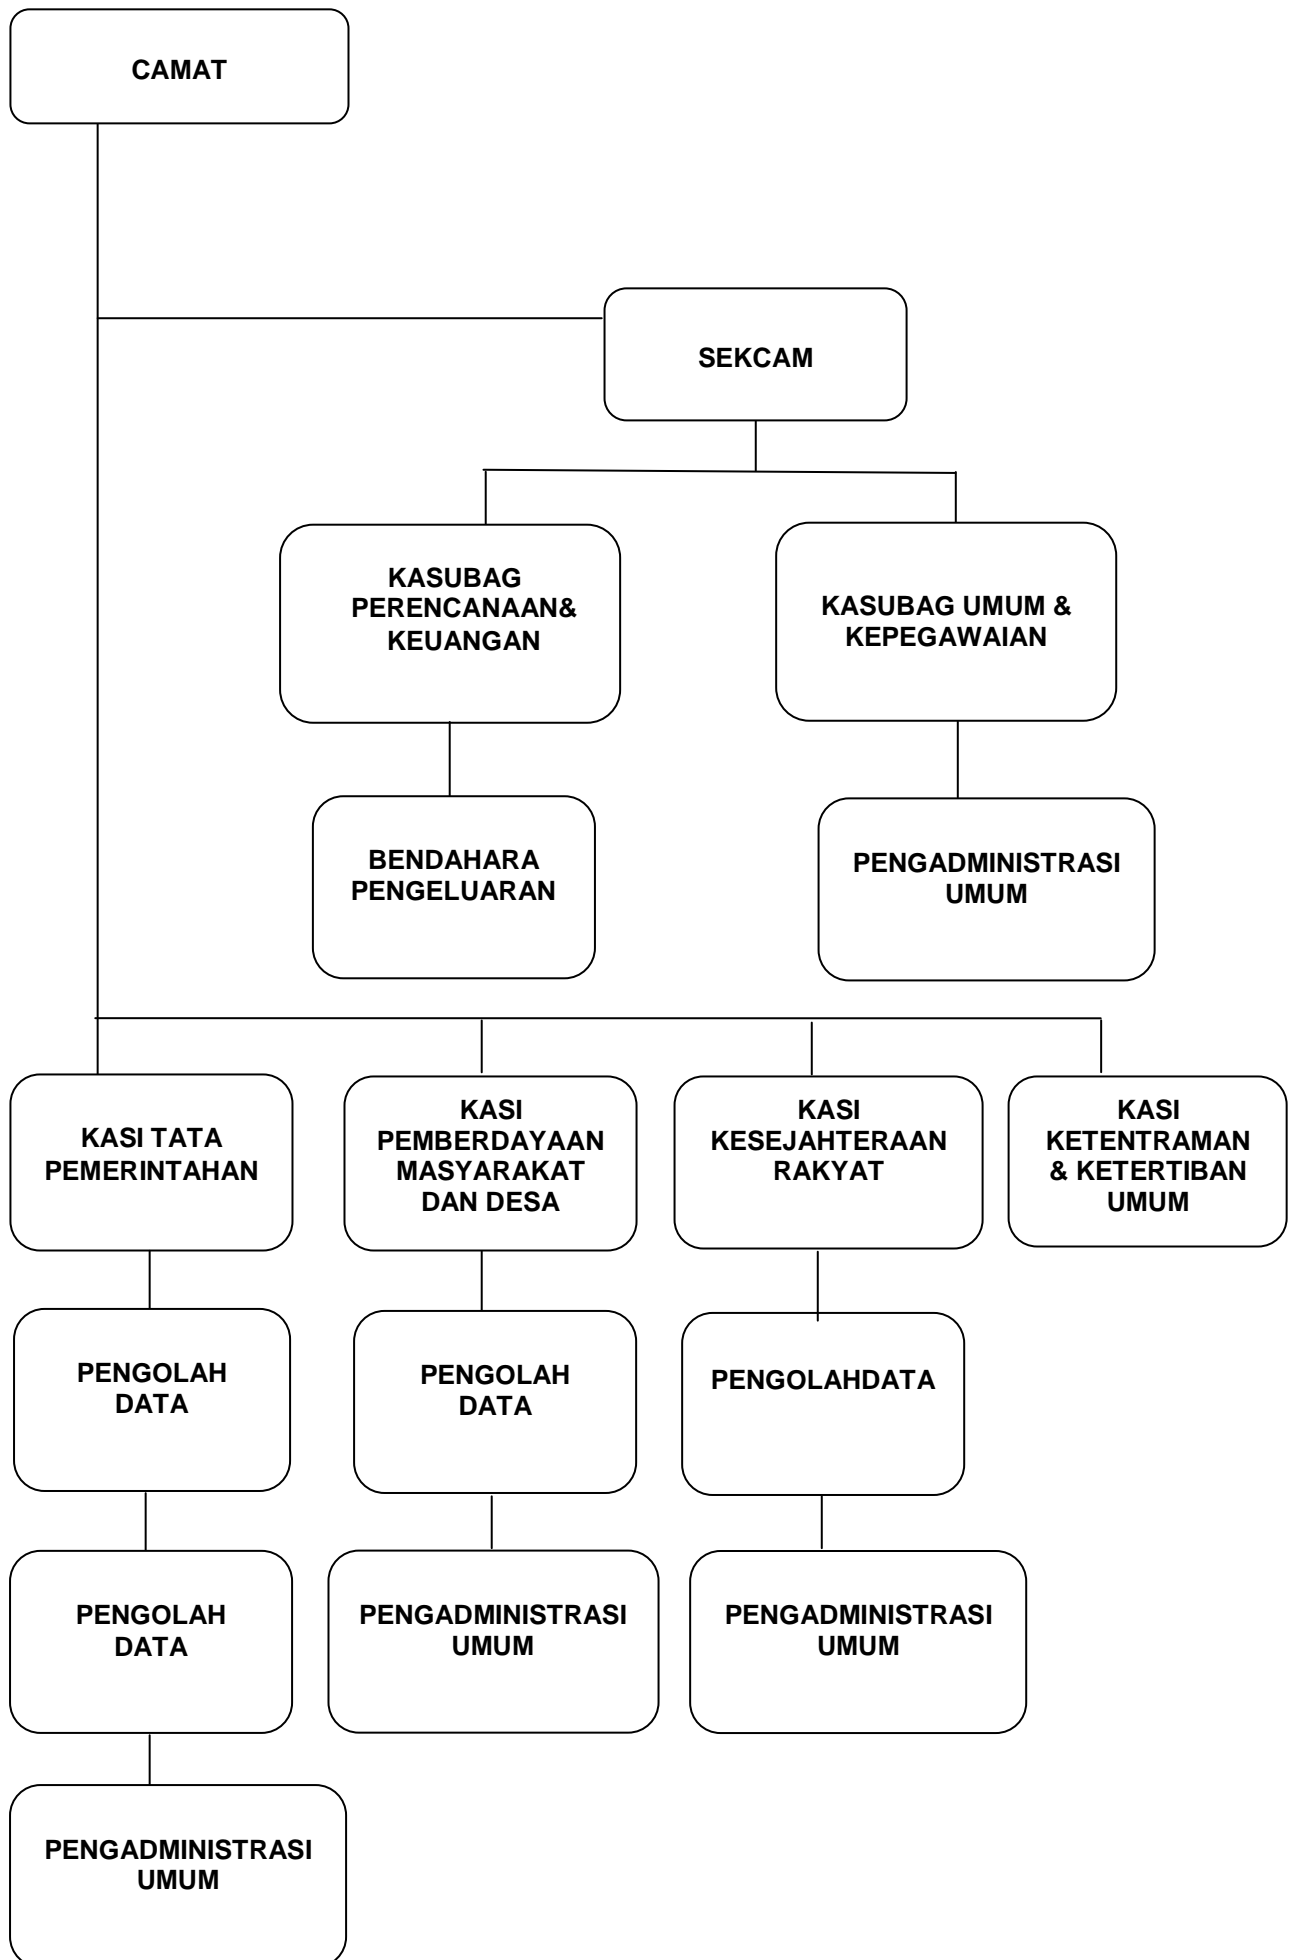 CAMAT
SEKCAM
KASUBAG
PERENCANAAN&
KEUANGAN
KASUBAG UMUM &
KEPEGAWAIAN
BENDAHARA
PENGELUARAN
PENGADMINISTRASI
UMUM
KASI TATA
PEMERINTAHAN
KASI
PEMBERDAYAAN
MASYARAKAT
DAN DESA
KASI
KESEJAHTERAAN
RAKYAT
KASI
KETENTRAMAN
& KETERTIBAN
UMUM
PENGOLAH
DATA
PENGOLAH
DATA
PENGOLAHDATA
PENGOLAH
DATA
PENGADMINISTRASI
UMUM
PENGADMINISTRASI
UMUM
PENGADMINISTRASI
UMUM